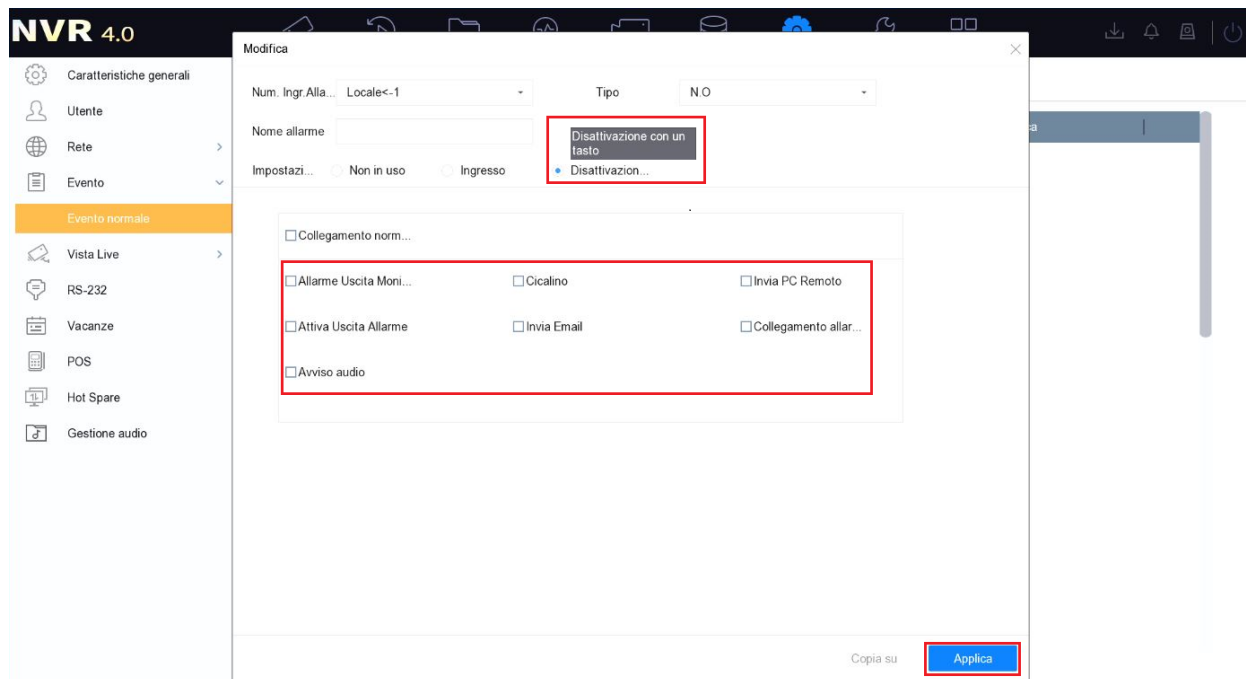 NVR 4.0
Modifica
Caratteristiche generali
Utente
Rete
Evento
Evento normale
Vista Live
RS-232
Vacanze
POS
Hot Spare
Gestione audio
Num. Ingr.Alla... Locale<-1 Tipo N.O
Nome allarme
Disattivazione con un
tasto
Impostazi... Non in uso Ingresso Disattivazion...
Collegamento norm...
Allarme Uscita Moni... Cicalino Invia PC Remoto
Attiva Uscita Allarme Invia Email Collegamento allar...
Avviso audio
Copia su Applica